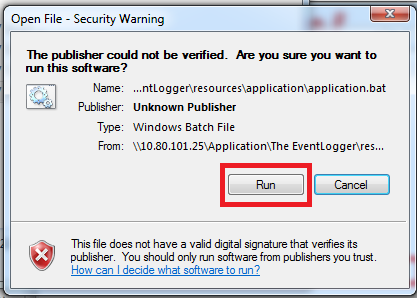 Open File - Security Warning
The publisher could not be verified.  Are you sure you want to
run this software?
Name: ...ntLogger\resources\application\application.bat
Publisher: Unknown Publisher
Type: Windows Batch File
From: \\10.80.101.25\Application\The EventLogger\res...
Run Cancel
This file does not have a valid digital signature that verifies its
publisher.  You should only run software from publishers you trust.
How can I decide what software to run?